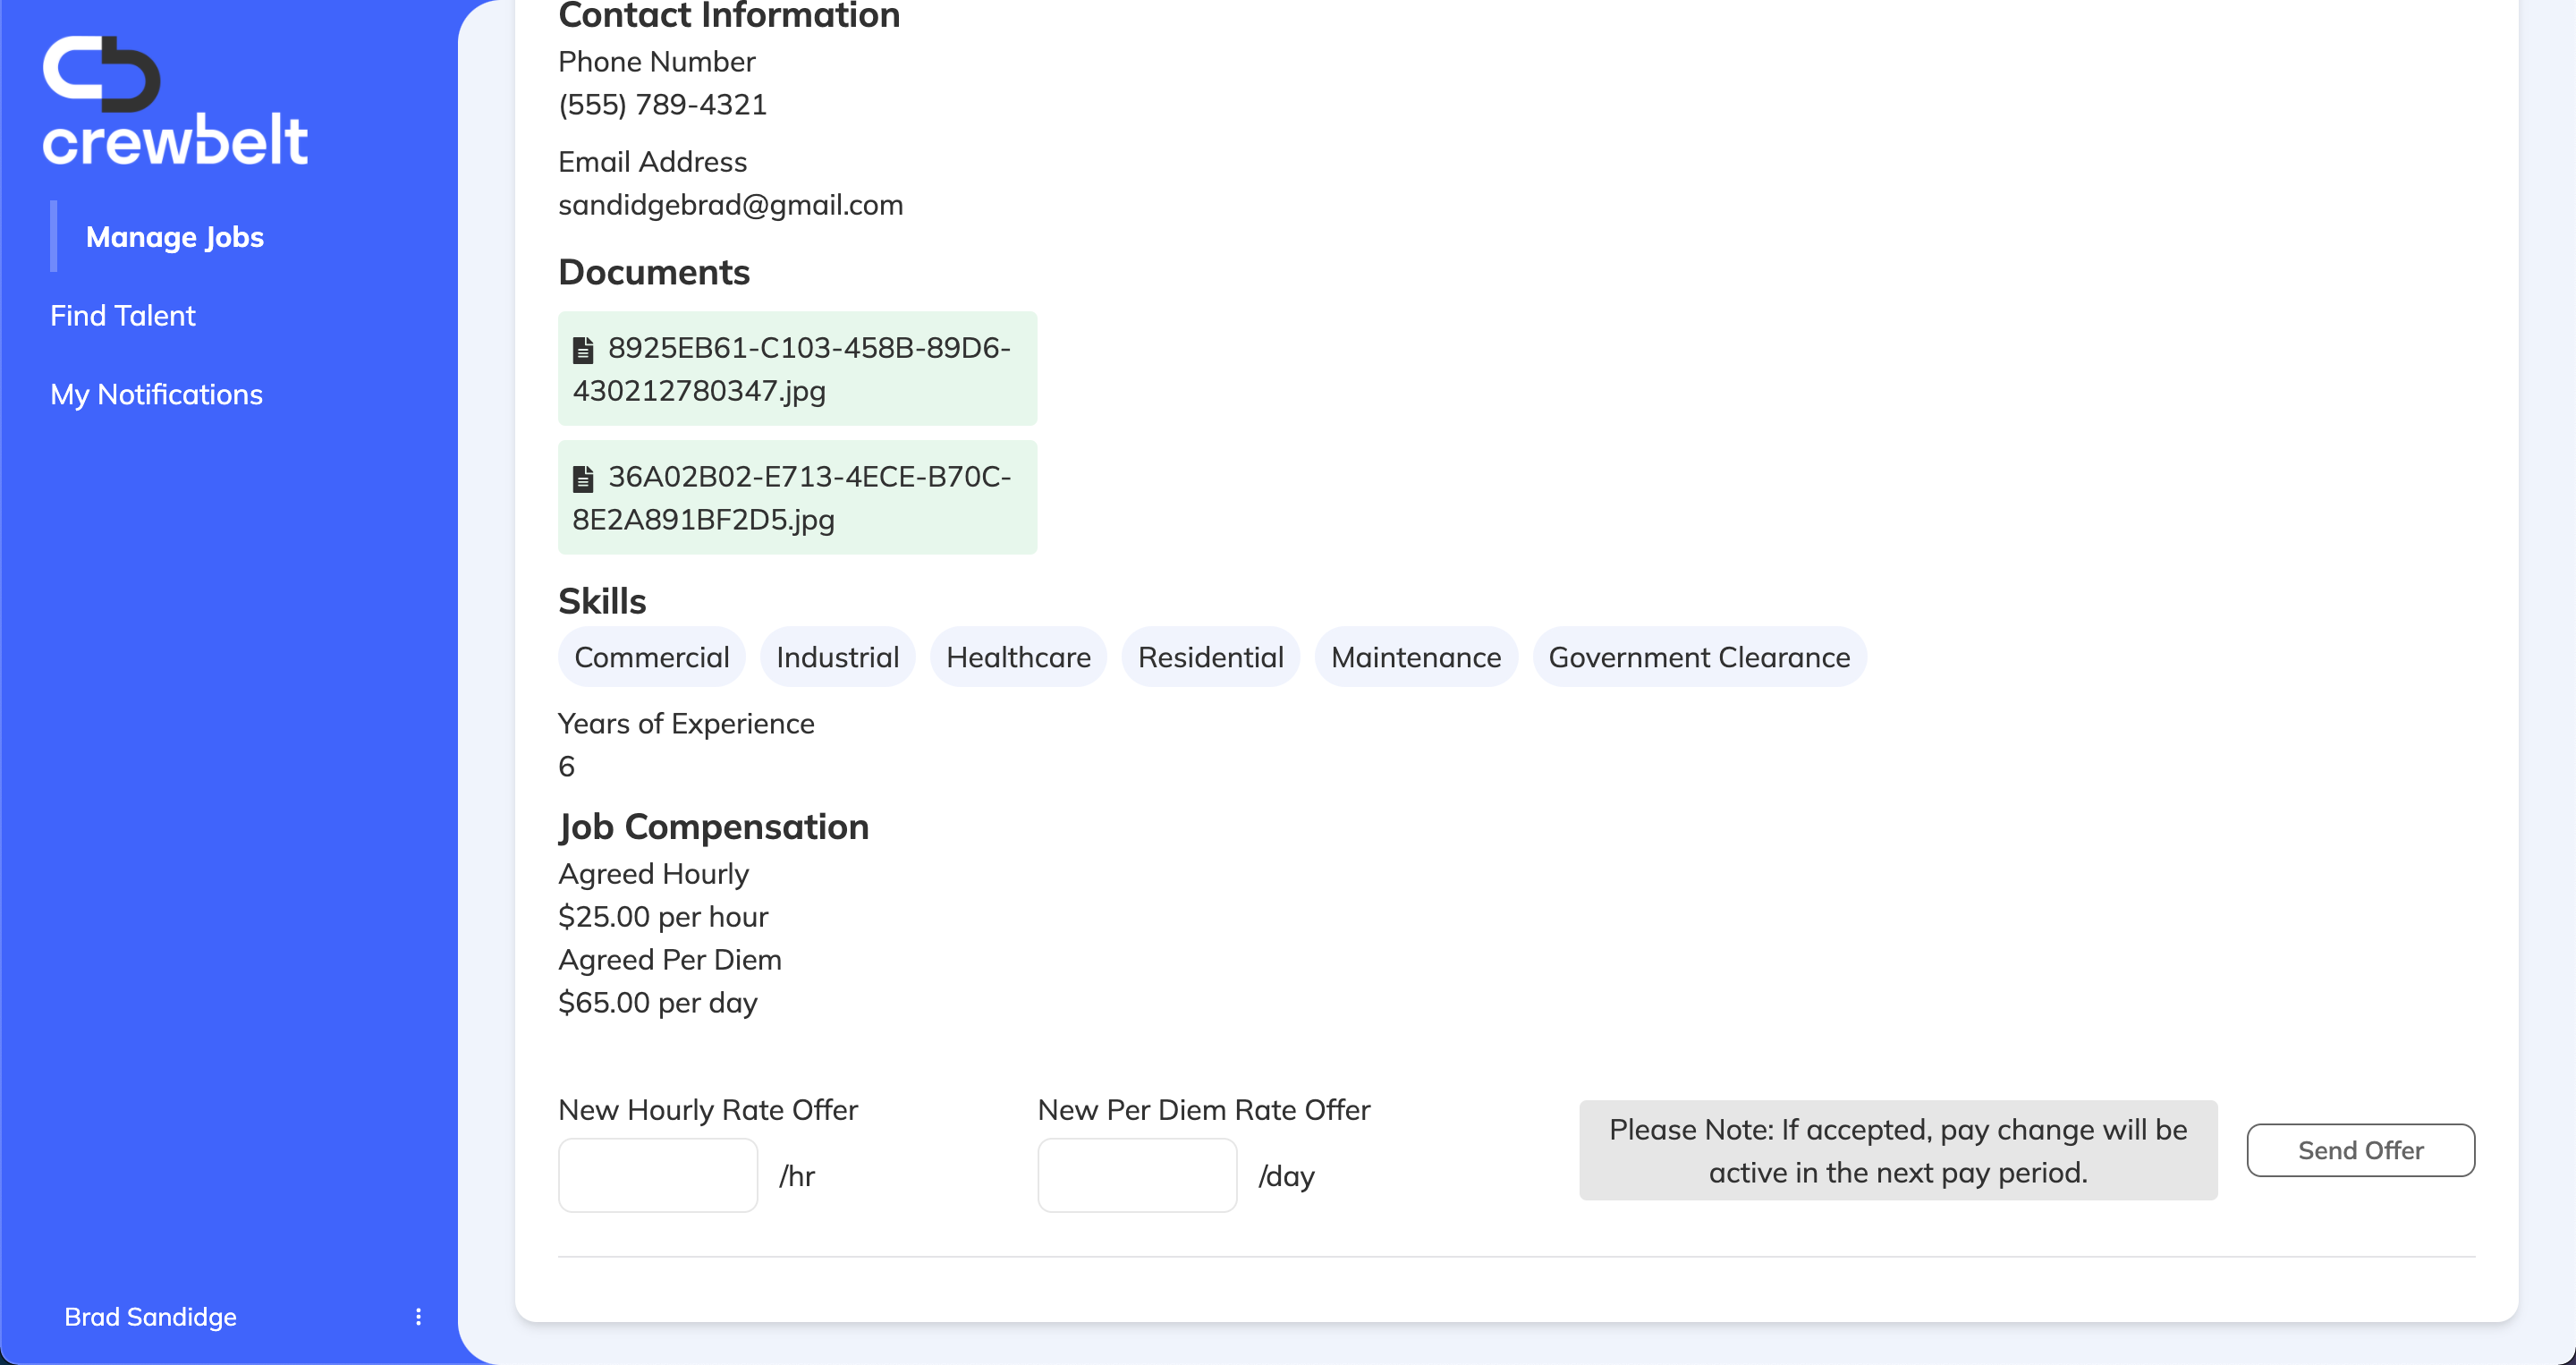 crewbelt
Manage Jobs
Find Talent
My Notifications
Brad Sandidge
Contact Information
Phone Number
(555) 789-4321
Email Address
sandidgebrad@gmail.com
Documents
8925EB61-C103-458B-89D6-
430212780347.jpg
36A02B02-E713-4ECE-B70C-
8E2A891BF2D5.jpg
Skills
Commercial Industrial Healthcare Residential Maintenance Government Clearance
Years of Experience
6
Job Compensation
Agreed Hourly
$25.00 per hour
Agreed Per Diem
$65.00 per day
New Hourly Rate Offer
/hr
New Per Diem Rate Offer
/day
Please Note: If accepted, pay change will be
active in the next pay period.
Send Offer